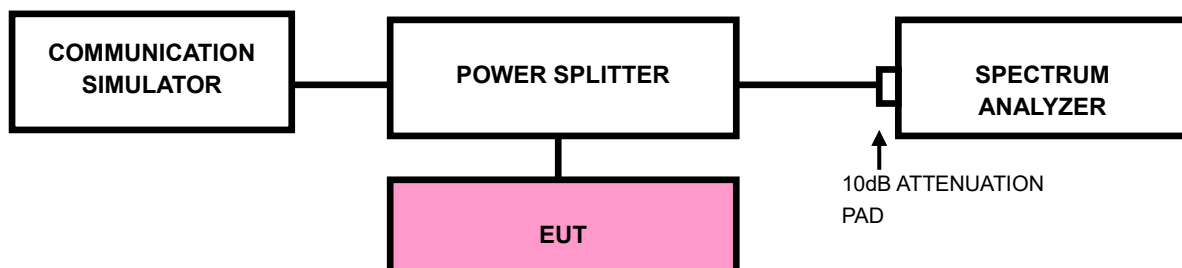 COMMUNICATION
SIMULATOR
POWER SPLITTER
SPECTRUM
ANALYZER
10dB ATTENUATION
PAD
EUT